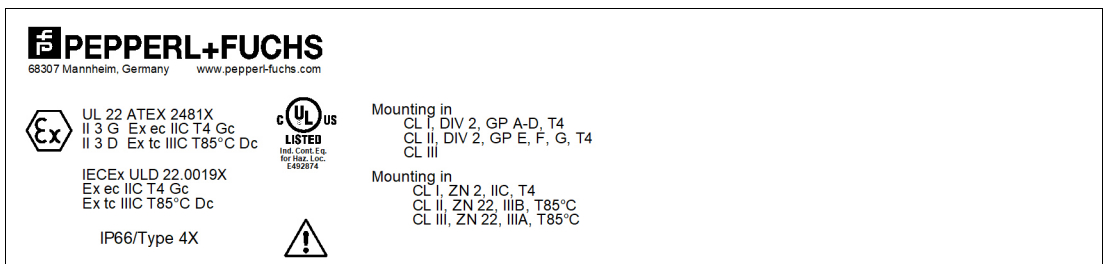 PEPPERL+FUCHS
68307 Mannheim, Germany www.pepperl-fuchs.com
Ex
UL 22 ATEX 2481X
II 3 G Ex ec IIC T4 Gc
II 3 D Ex tc IIIC T85°C Dc
IECEx ULD 22.0019X
Ex ec IIC T4 Gc
Ex tc IIIC T85°C Dc
IP66/Type 4X
C UL US
LISTED
Ind. Cont. Eq.
for Haz. Loc.
E492874
Mounting in
CL I, DIV 2, GP A-D, T4
CL II, DIV 2, GP E, F, G, T4
CL III
Mounting in
CL I, ZN 2, IIC, T4
CL II, ZN 22, IIIB, T85°C
CL III, ZN 22, IIIA, T85°C